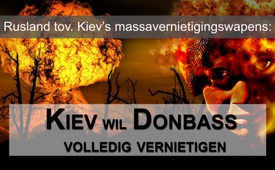 Rusland tov. Kiev's massavernietigingswapens:
KIEV WIL DONBASS
VOLLEDIG VERNIETIGEN